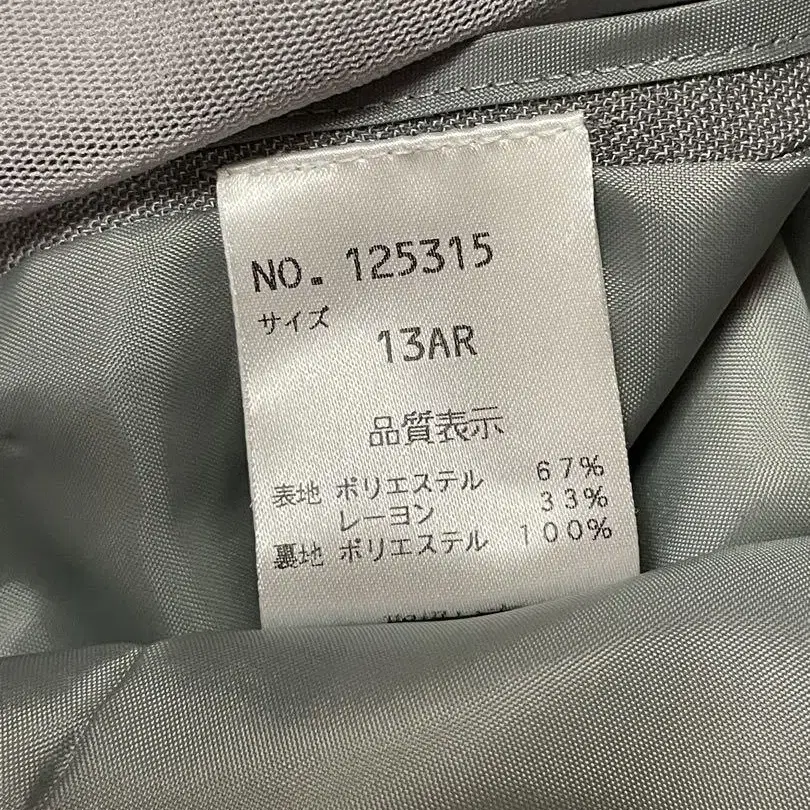 NO. 125315
サイズ
13AR
品質表示
表地 ポリエステル 67%
レーヨン 33%
裏地 ポリエステル 100%